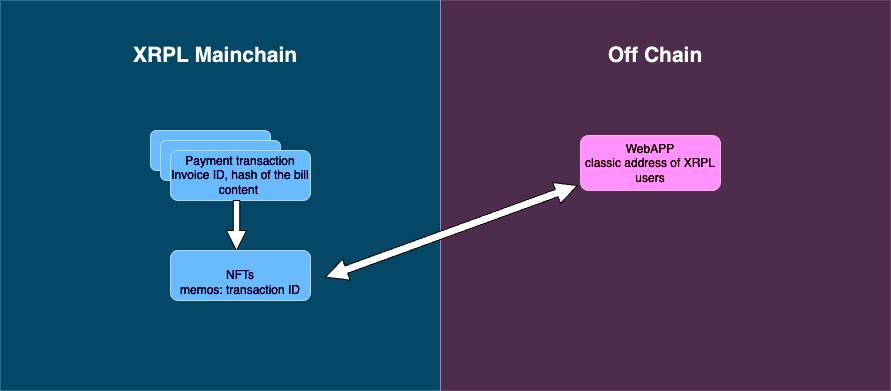 XRPL Mainchain
Off Chain
Payment transaction
Invoice ID, hash of the bill
content
WebAPP
classic address of XRPL
users
NFTs
memos: transaction ID